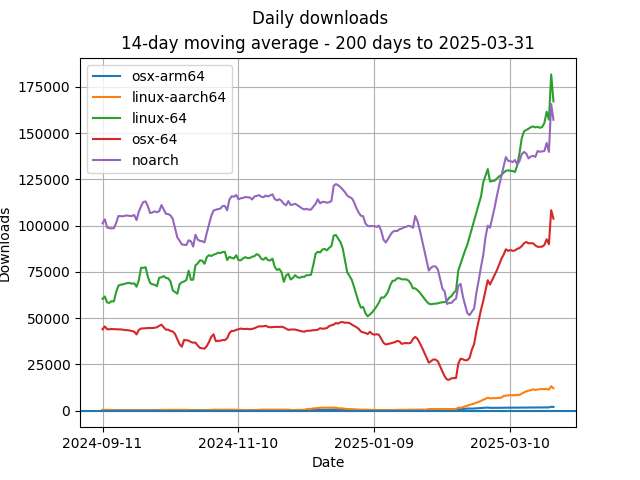 Daily downloads
14-day moving average - 200 days to 2025-03-31
osx-arm64
linux-aarch64
linux-64
osx-64
noarch
175000
150000
125000
100000
75000
50000
25000
0
Downloads
2024-09-11
2024-11-10
2025-01-09
2025-03-10
Date